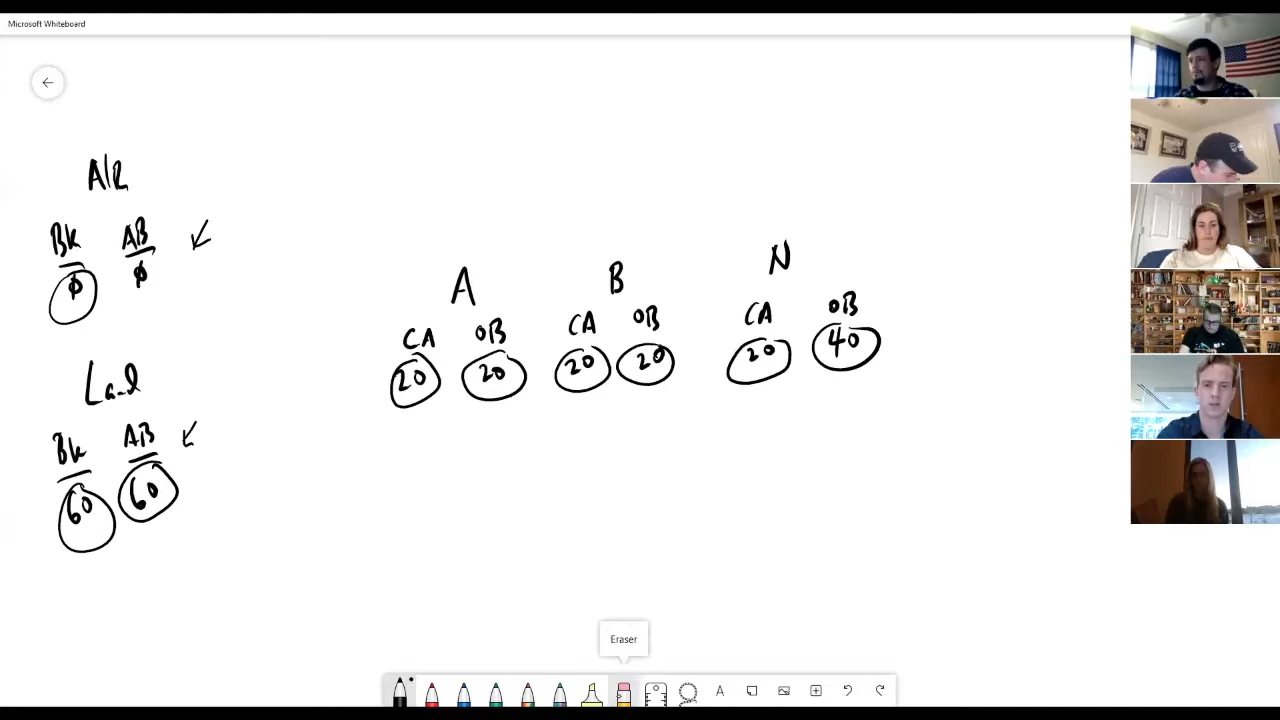 Microsoft Whiteboard
A/R
Bk AB
Ø Ø
Land
Bk AB
60 60
A B N
CA OB CA OB CA OB
20 20 20 20 20 40
Eraser
A